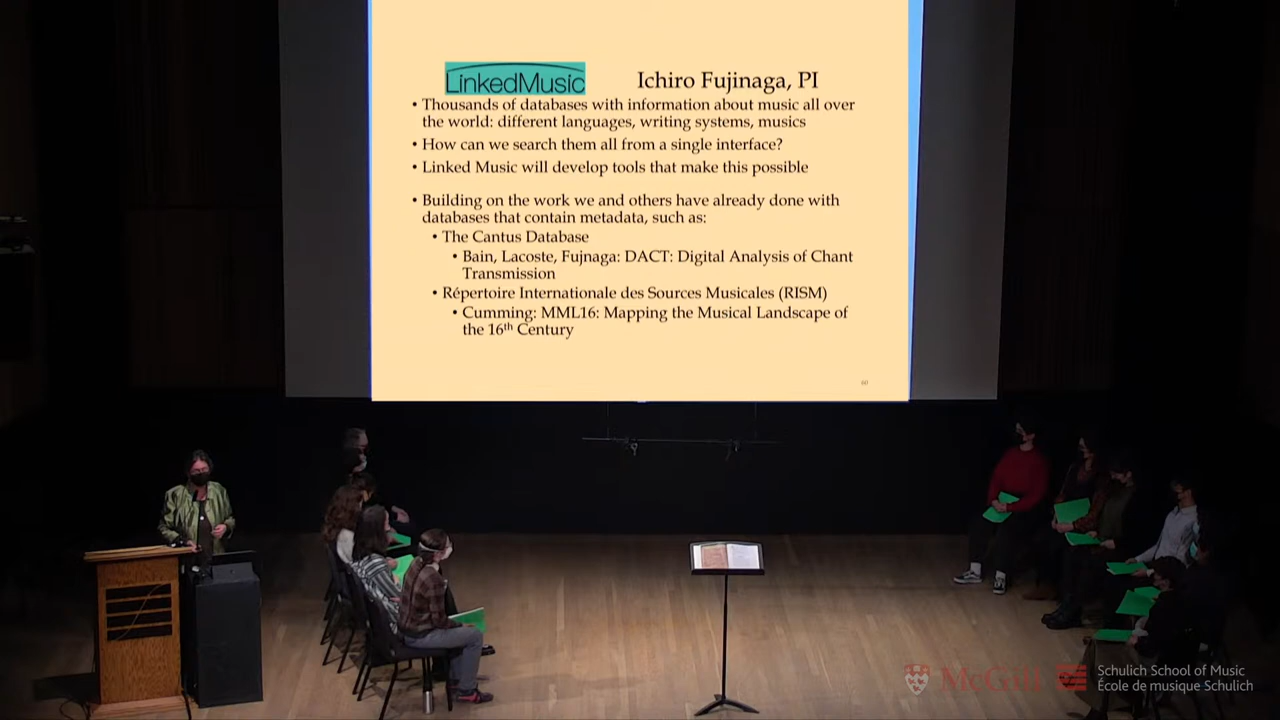 LinkedMusic
Ichiro Fujinaga, PI
• Thousands of databases with information about music all over
the world: different languages, writing systems, musics
• How can we search them all from a single interface?
• Linked Music will develop tools that make this possible
• Building on the work we and others have already done with
databases that contain metadata, such as:
• The Cantus Database
• Bain, Lacoste, Fujnaga: DACT: Digital Analysis of Chant
Transmission
• Répertoire Internationale des Sources Musicales (RISM)
• Cumming: MML16: Mapping the Musical Landscape of
the 16th Century
60
McGill
Schulich School of Music
École de musique Schulich